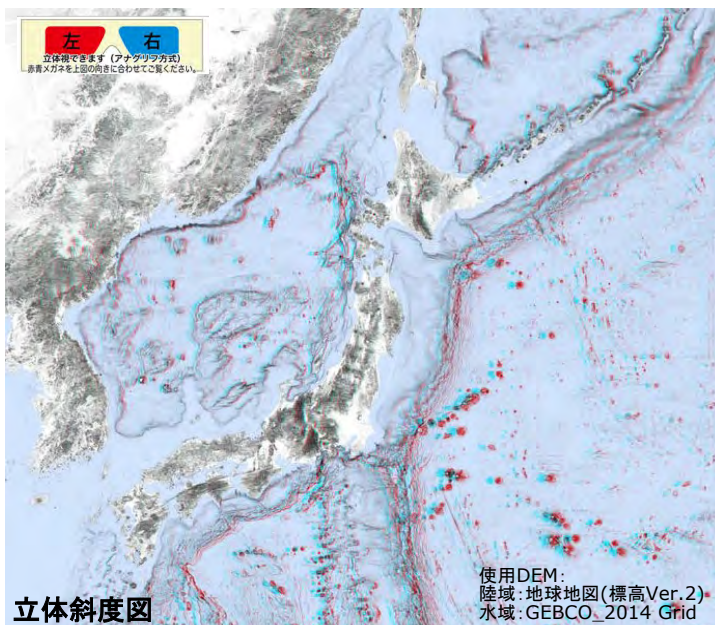 左 右
立体視できます（アナグリフ方式）
赤青メガネを上図の向きに合わせてご覧ください。
使用DEM：
陸域：地球地図(標高Ver.2)
水域：GEBCO_2014 Grid
立体斜度図